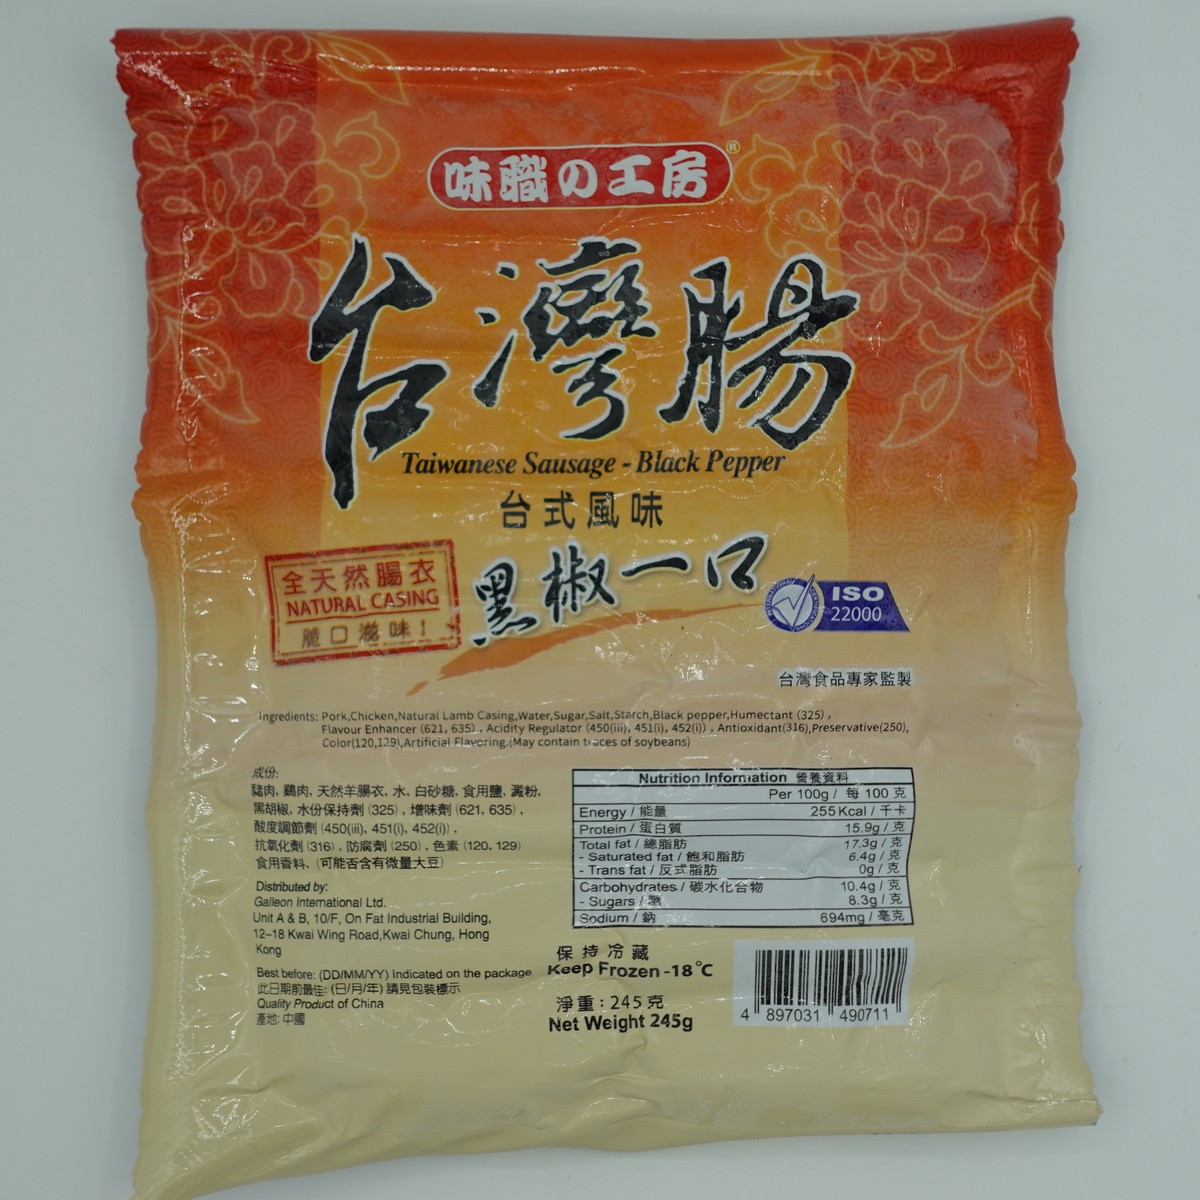 味職の工房®
台灣腸
Taiwanese Sausage - Black Pepper
台式風味
黑椒一口
全天然腸衣
NATURAL CASING
脆口滋味！
ISO
22000
台灣食品專家監製
Ingredients: Pork,Chicken,Natural Lamb Casing,Water,Sugar,Salt,Starch,Black pepper,Humectant (325) ,
Flavour Enhancer (621, 635) , Acidity Regulator (450(iii), 451(i), 452(i)) , Antioxidant(316),Preservative(250),
Color(120,129),Artificial Flavoring.(May contain traces of soybeans)
成份:
豬肉, 鷄肉, 天然羊腸衣, 水, 白砂糖, 食用鹽, 澱粉,
黑胡椒, 水份保持劑 (325) , 增味劑 (621, 635) ,
酸度調節劑 (450(iii), 451(i), 452(i)) ,
抗氧化劑 (316) , 防腐劑 (250) , 色素 (120, 129)
食用香料、(可能否含有微量大豆)
Distributed by:
Galleon International Ltd.
Unit A & B, 10/F, On Fat Industrial Building,
12-18 Kwai Wing Road,Kwai Chung, Hong
Kong
Best before: (DD/MM/YY) Indicated on the package
此日期前最佳: (日/月/年) 請見包裝標示
Quality Product of China
產地: 中國
Nutrition Information 營養資料
Per 100g / 每 100 克
Energy / 能量 255Kcal / 千卡
Protein / 蛋白質 15.9g / 克
Total fat / 總脂肪 17.3g / 克
- Saturated fat / 飽和脂肪 6.4g / 克
- Trans fat / 反式脂肪 0g / 克
Carbohydrates / 碳水化合物 10.4g / 克
- Sugars / 糖 8.3g / 克
Sodium / 鈉 694mg / 毫克
保持冷藏
Keep Frozen -18°C
淨重 : 245 克
Net Weight 245g
4 897031 490711